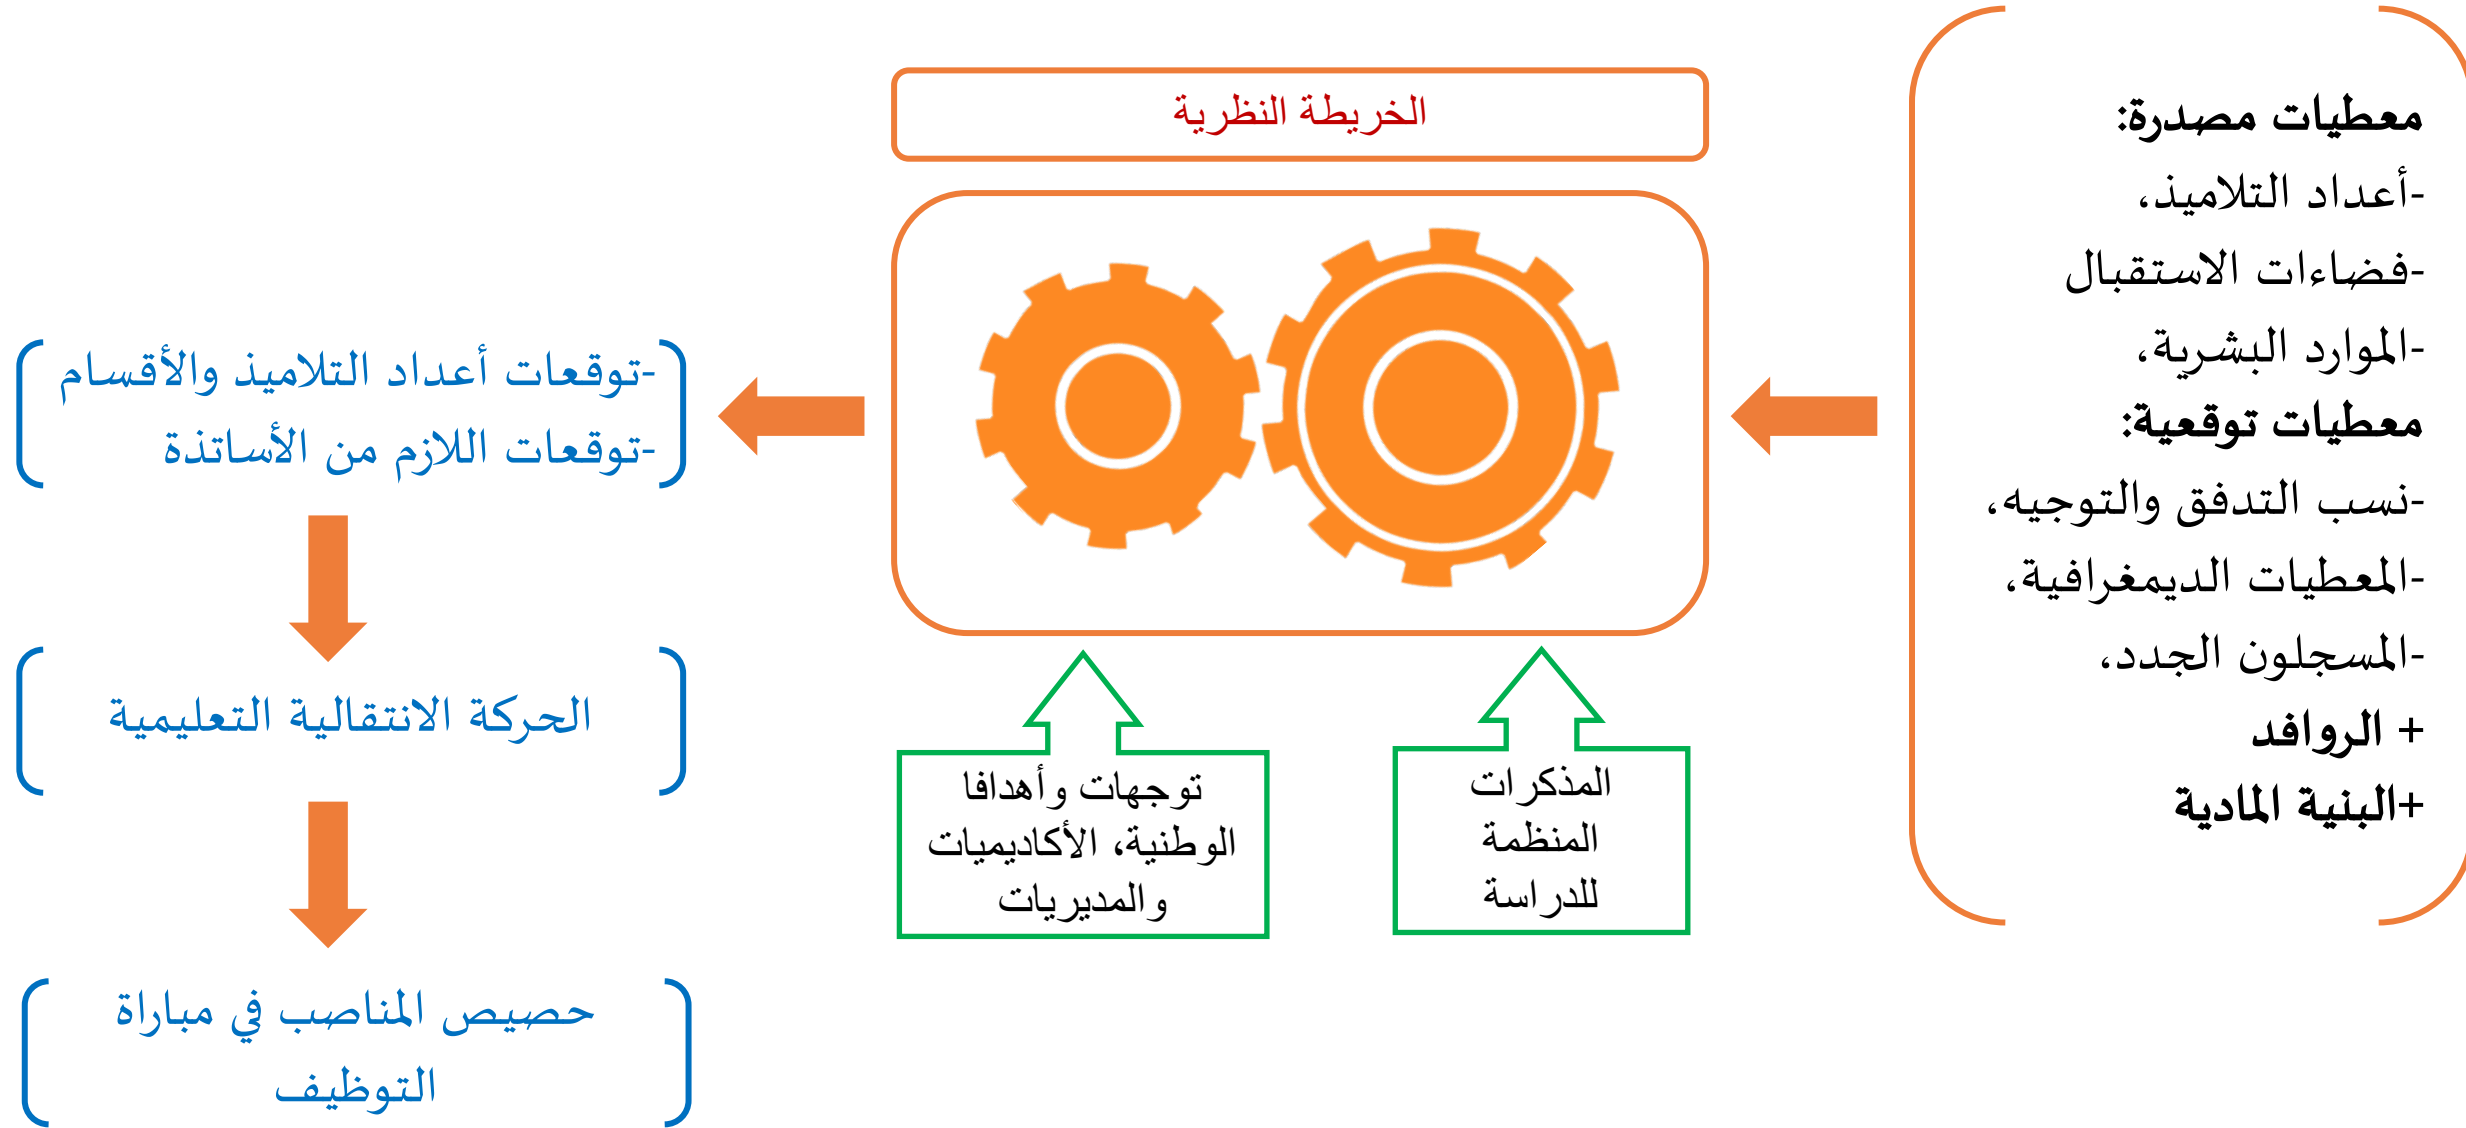 معطيات مصدرة:
-أعداد التلاميذ،
-فضاءات الاستقبال
-الموارد البشرية،
معطيات توقعية:
-نسب التدفق والتوجيه،
-المعطيات الديمغرافية،
-المسجلون الجدد،
+ الروافد
+البنية المادية
الخريطة النظرية
المذكرات
المنظمة
للدراسة
توجهات وأهدافا
الوطنية، الأكاديميات
والمديريات
-توقعات أعداد التلاميذ والأقسام
-توقعات اللازم من الأساتذة
الحركة الانتقالية التعليمية
حصيص المناصب في مباراة
التوظيف